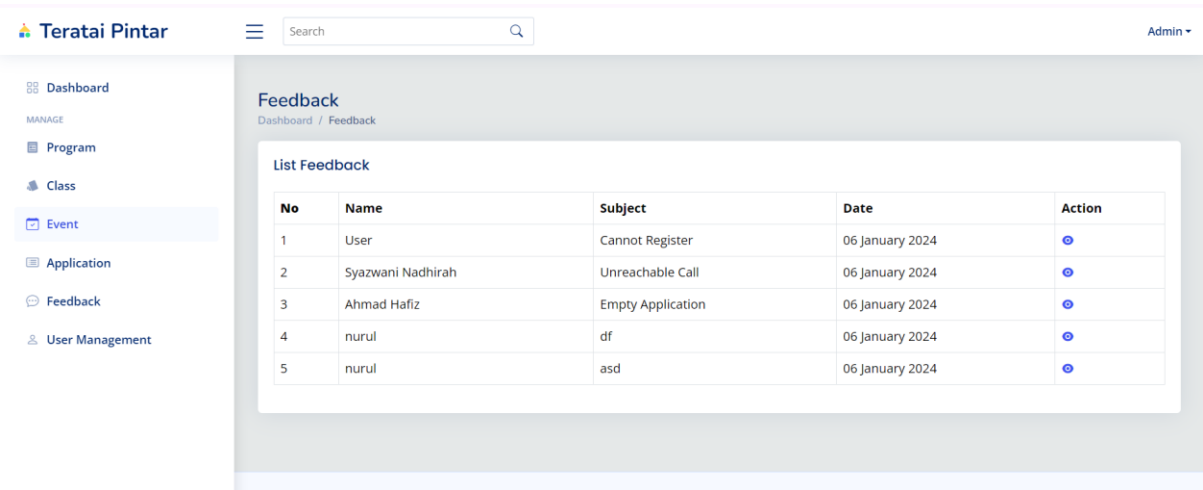 Teratai Pintar
Search
Admin
Dashboard
MANAGE
Program
Class
Event
Application
Feedback
User Management
Feedback
Dashboard / Feedback
List Feedback
No Name Subject Date Action
1 User Cannot Register 06 January 2024
2 Syazwani Nadhirah Unreachable Call 06 January 2024
3 Ahmad Hafiz Empty Application 06 January 2024
4 nurul df 06 January 2024
5 nurul asd 06 January 2024